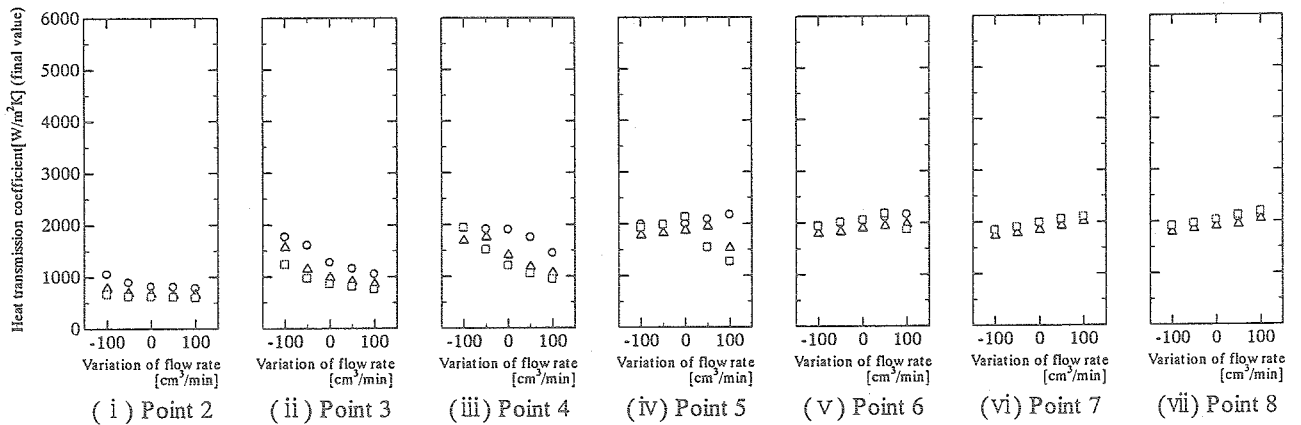 Heat transmission coefficient[W/m²K] (final value)
6000
5000
4000
3000
2000
1000
0
-100 0 100
-100 0 100
-100 0 100
-100 0 100
-100 0 100
-100 0 100
-100 0 100
Variation of flow rate
[cm³/min]
Variation of flow rate
[cm³/min]
Variation of flow rate
[cm³/min]
Variation of flow rate
[cm³/min]
Variation of flow rate
[cm³/min]
Variation of flow rate
[cm³/min]
Variation of flow rate
[cm³/min]
(i) Point 2
(ii) Point 3
(iii) Point 4
(iv) Point 5
(v) Point 6
(vi) Point 7
(vii) Point 8